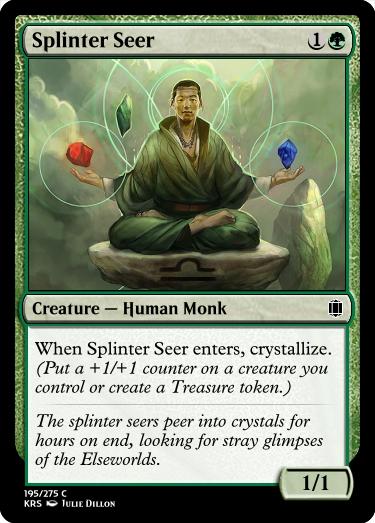 Splinter Seer 1
Creature — Human Monk
When Splinter Seer enters, crystallize.
(Put a +1/+1 counter on a creature you
control or create a Treasure token.)
The splinter seers peer into crystals for
hours on end, looking for stray glimpses
of the Elseworlds.
1/1
195/275 C
KRS Julie Dillon